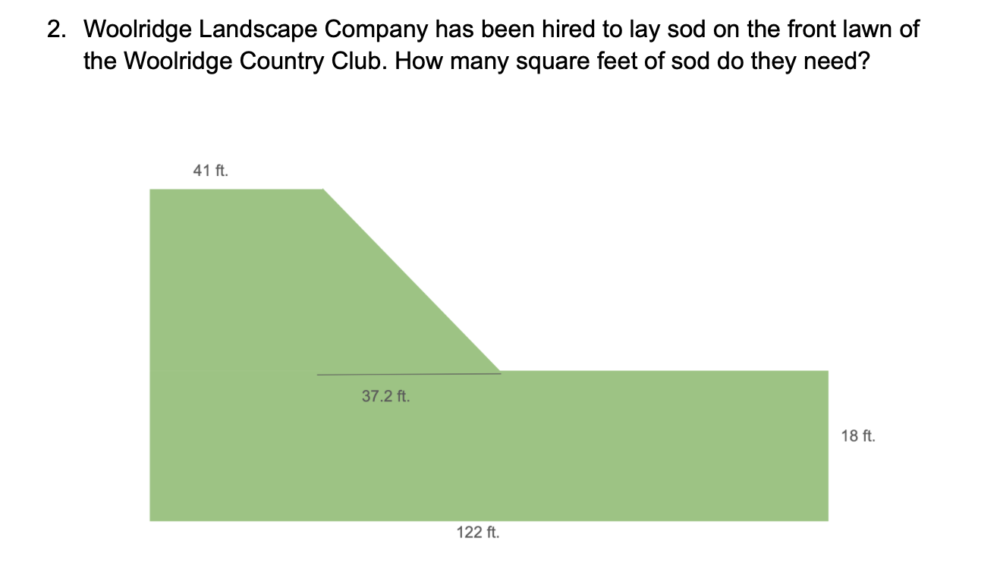 2. Woolridge Landscape Company has been hired to lay sod on the front lawn of
the Woolridge Country Club. How many square feet of sod do they need?
41 ft.
37.2 ft.
18 ft.
122 ft.